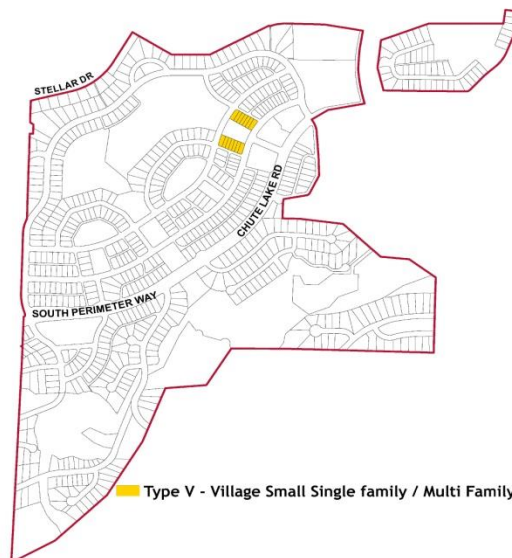 STELLAR DR
CHUTE LAKE RD
SOUTH PERIMETER WAY
Type V - Village Small Single family / Multi Family